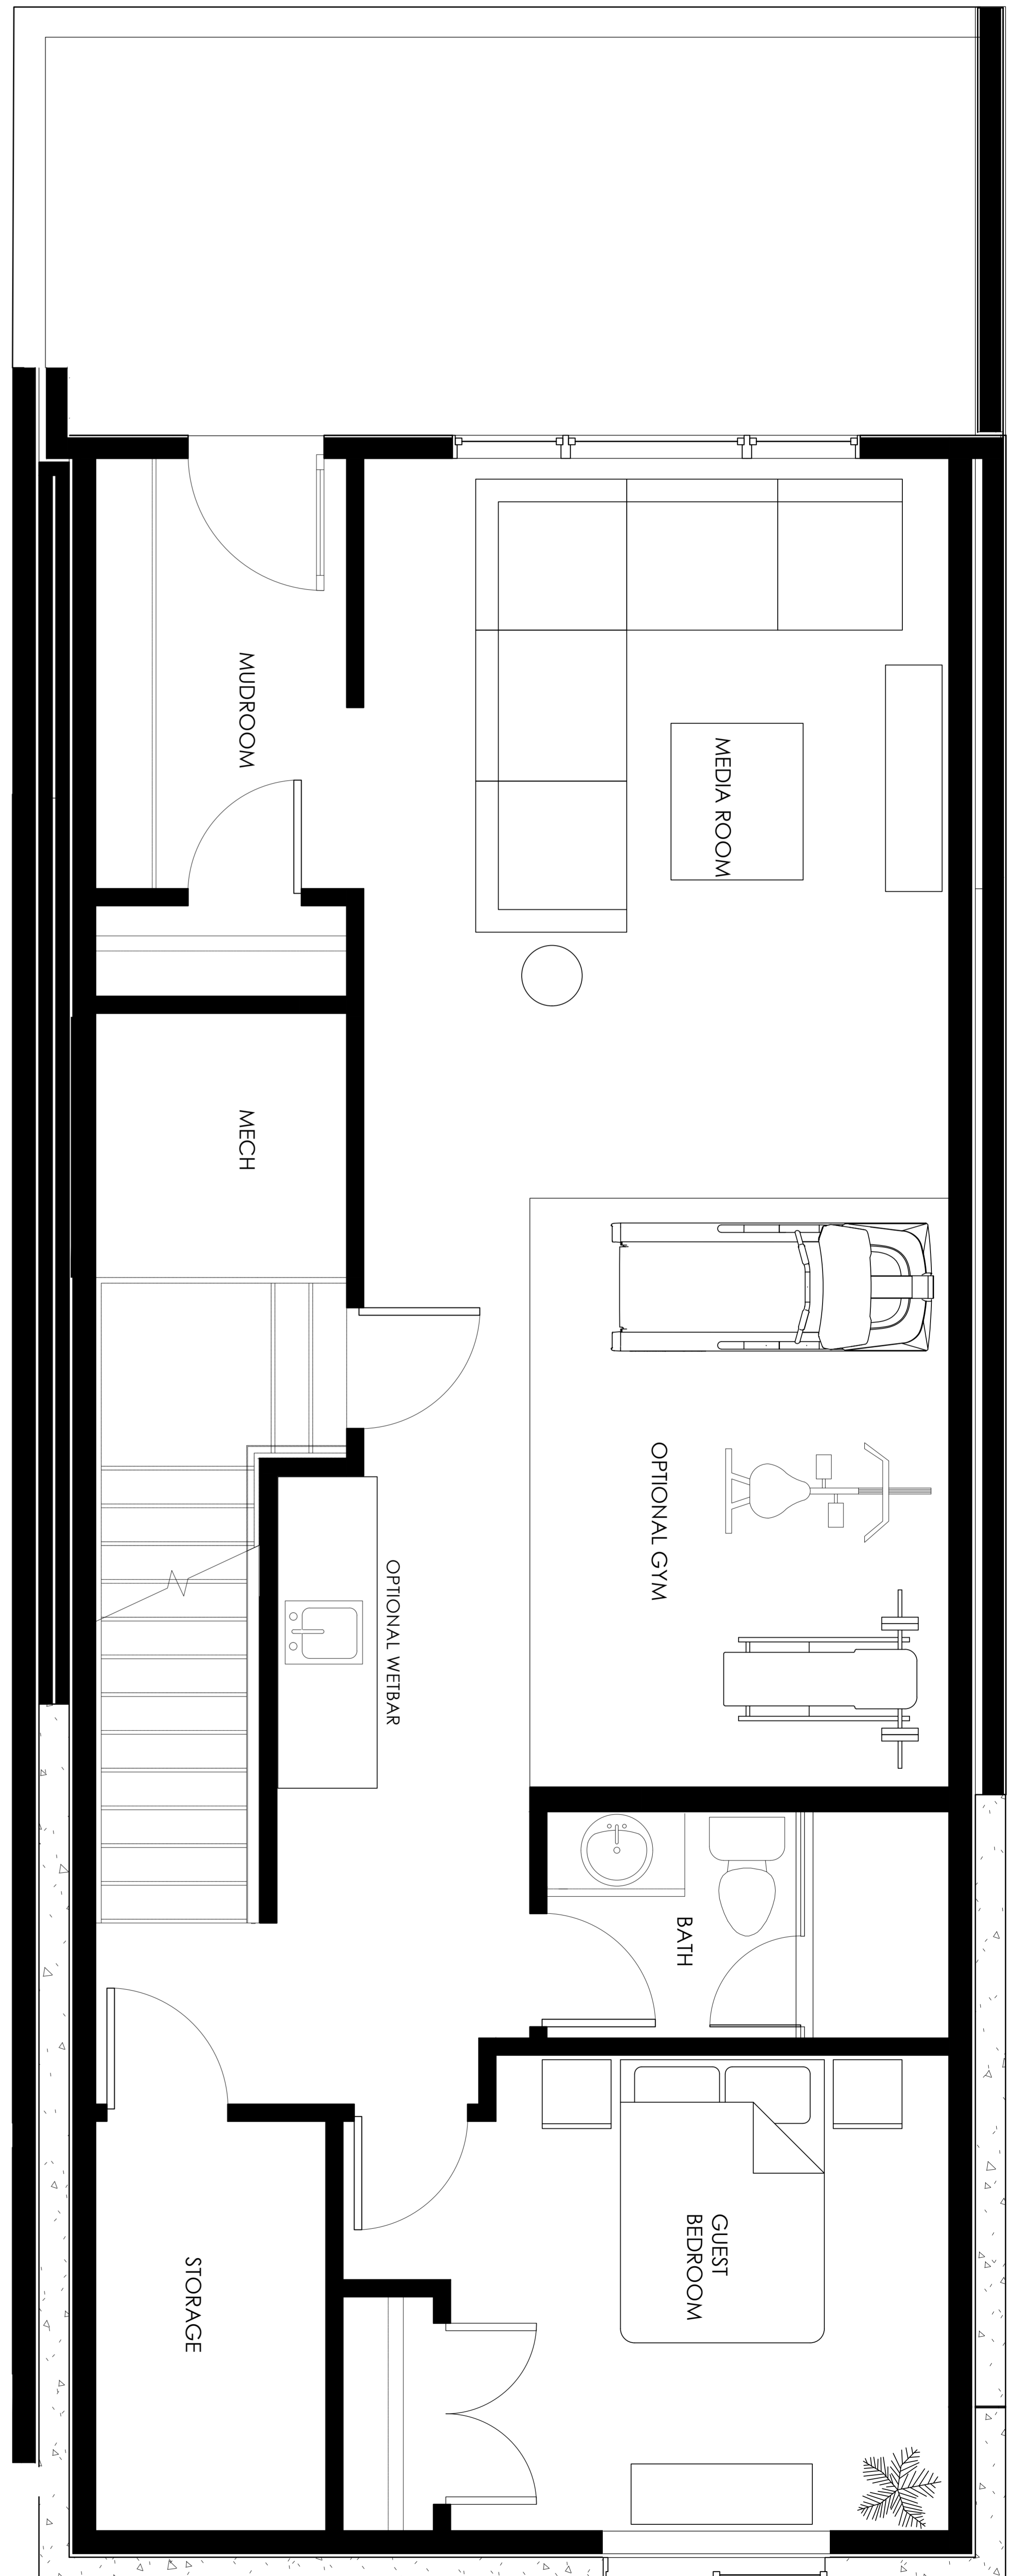 MUDROOM
MEDIA ROOM
MECH
OPTIONAL GYM
OPTIONAL WETBAR
BATH
GUEST
BEDROOM
STORAGE